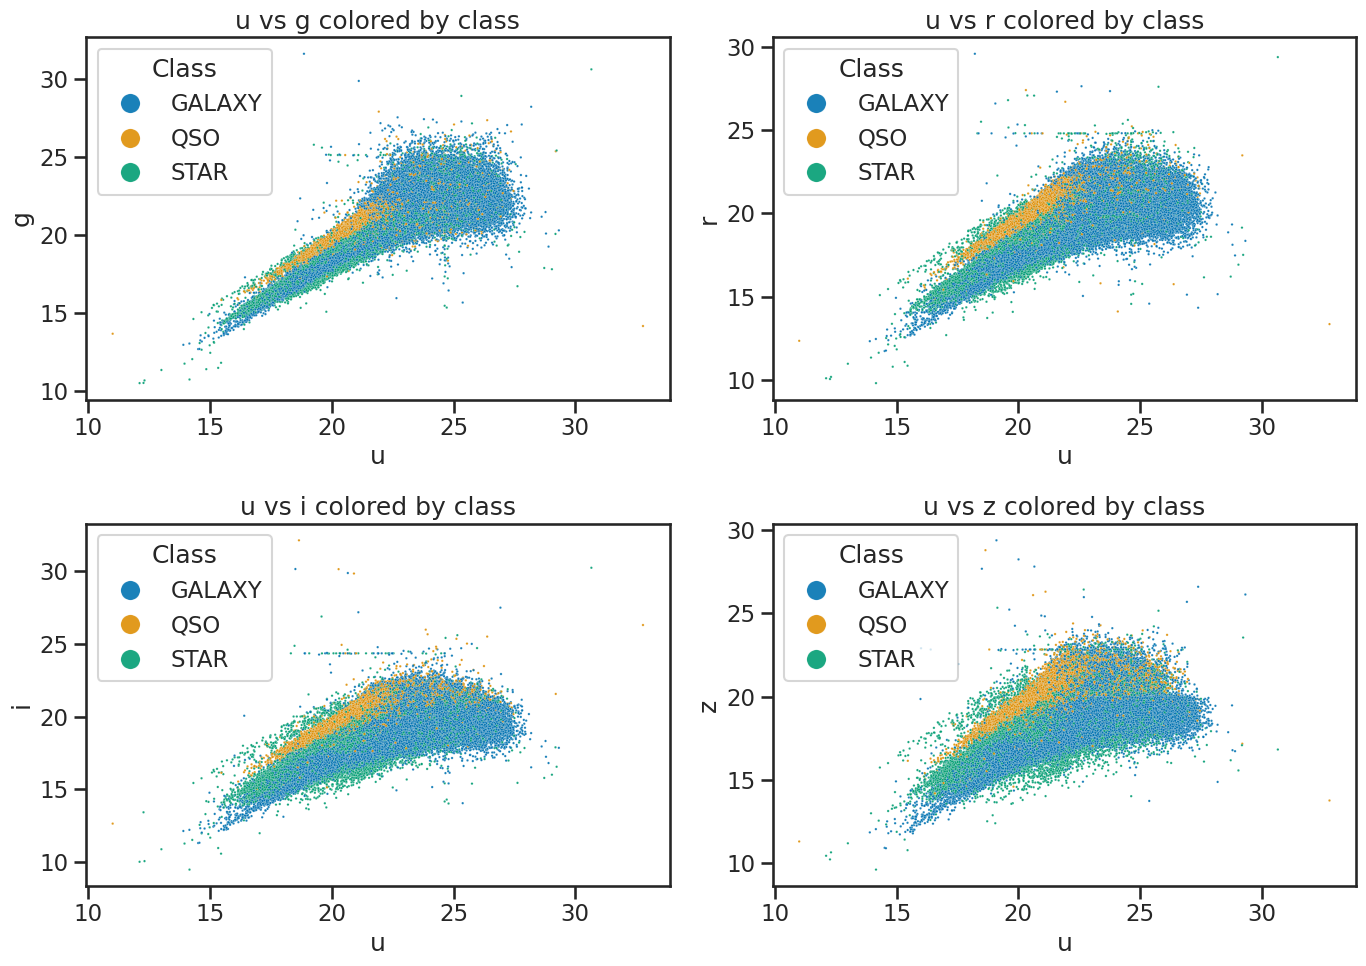 u vs g colored by class
Class
GALAXY
QSO
STAR
30
25
20
15
10
g
10 15 20 25 30
u
u vs r colored by class
Class
GALAXY
QSO
STAR
30
25
20
15
10
r
10 15 20 25 30
u
u vs i colored by class
Class
GALAXY
QSO
STAR
30
25
20
15
10
i
10 15 20 25 30
u
u vs z colored by class
Class
GALAXY
QSO
STAR
30
25
20
15
10
z
10 15 20 25 30
u